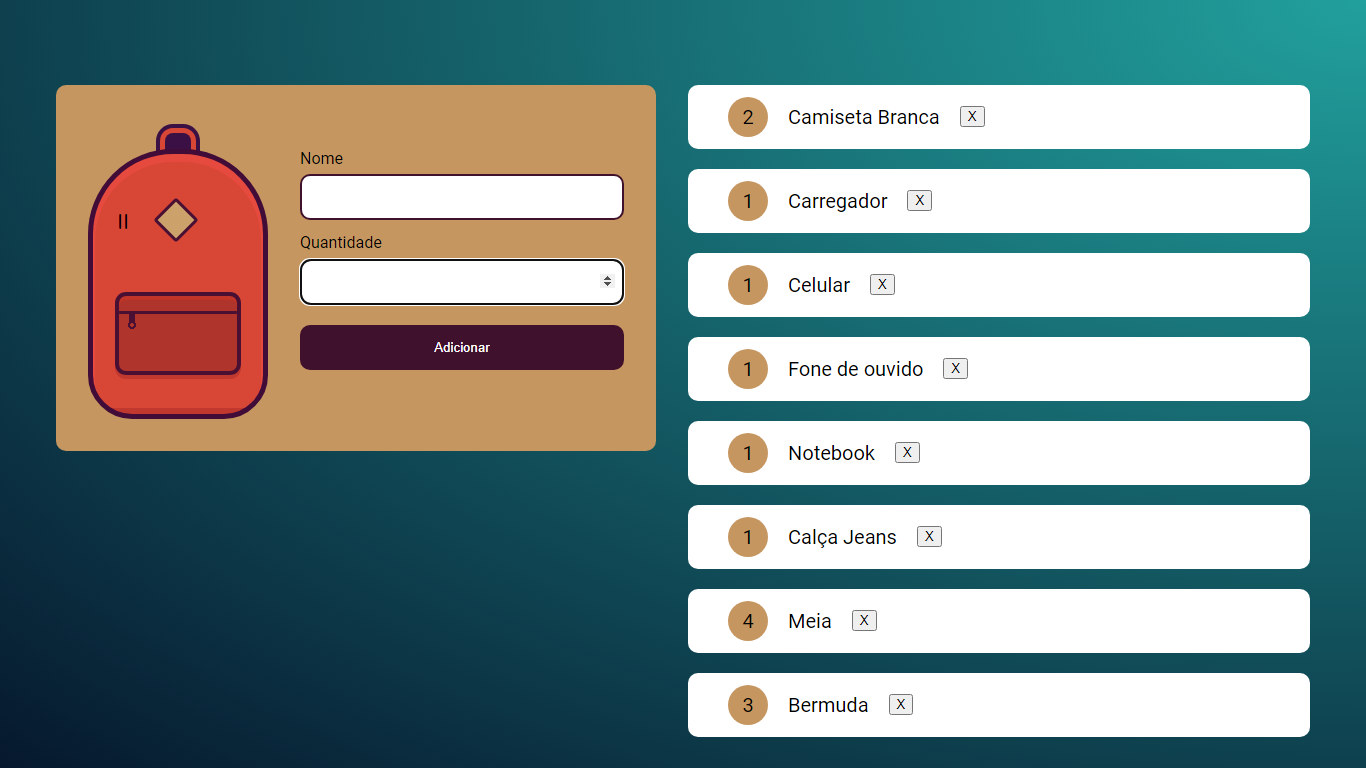 Nome
Quantidade
Adicionar
2 Camiseta Branca X
1 Carregador X
1 Celular X
1 Fone de ouvido X
1 Notebook X
1 Calça Jeans X
4 Meia X
3 Bermuda X